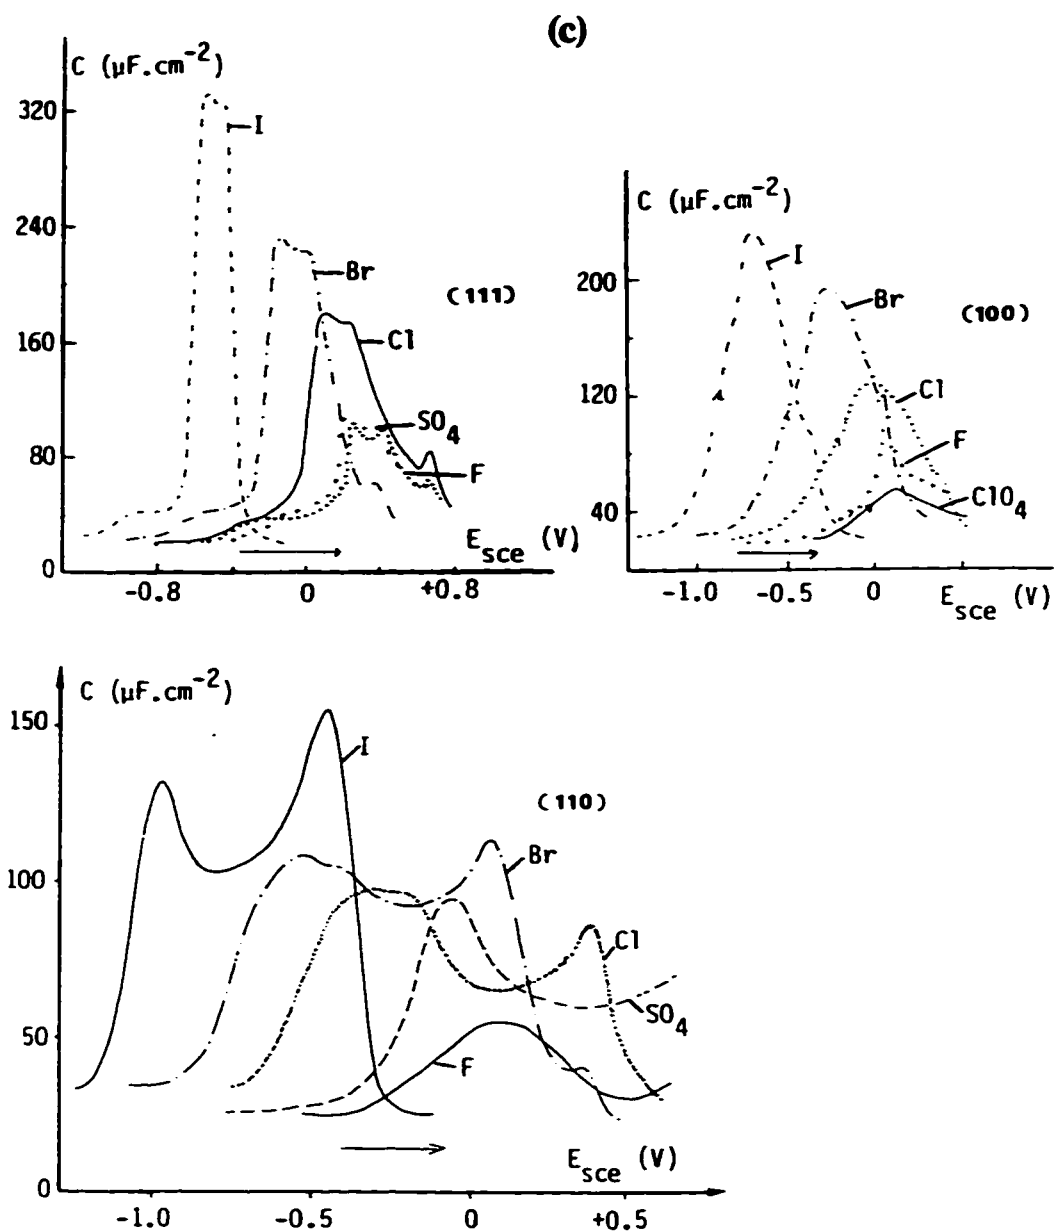 (c)
C (μF.cm⁻²)
320
240
160
80
0
I
Br
Cl
SO₄
F
(111)
E_sce (V)
-0.8
0
+0.8
C (μF.cm⁻²)
200
120
40
I
Br
Cl
F
ClO₄
(100)
-1.0
-0.5
0
E_sce (V)
C (μF.cm⁻²)
150
100
50
0
I
(110)
Br
Cl
SO₄
F
E_sce (V)
-1.0
-0.5
0
+0.5